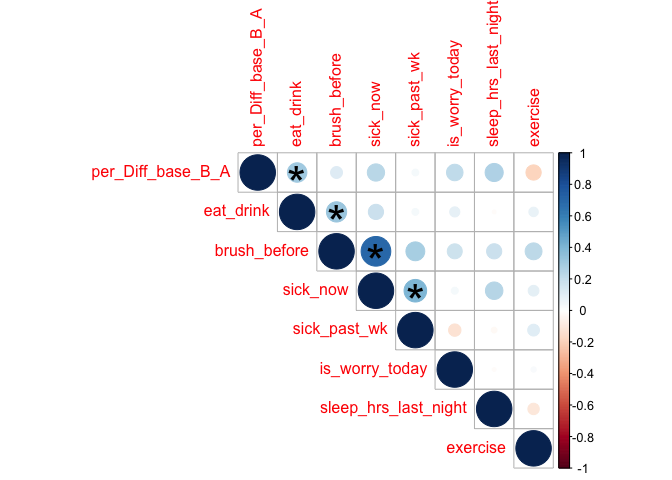 per_Diff_base_B_A
eat_drink
brush_before
sick_now
sick_past_wk
is_worry_today
sleep_hrs_last_night
exercise
per_Diff_base_B_A
eat_drink
brush_before
sick_now
sick_past_wk
is_worry_today
sleep_hrs_last_night
exercise
*
*
*
*
1
0.8
0.6
0.4
0.2
0
-0.2
-0.4
-0.6
-0.8
-1